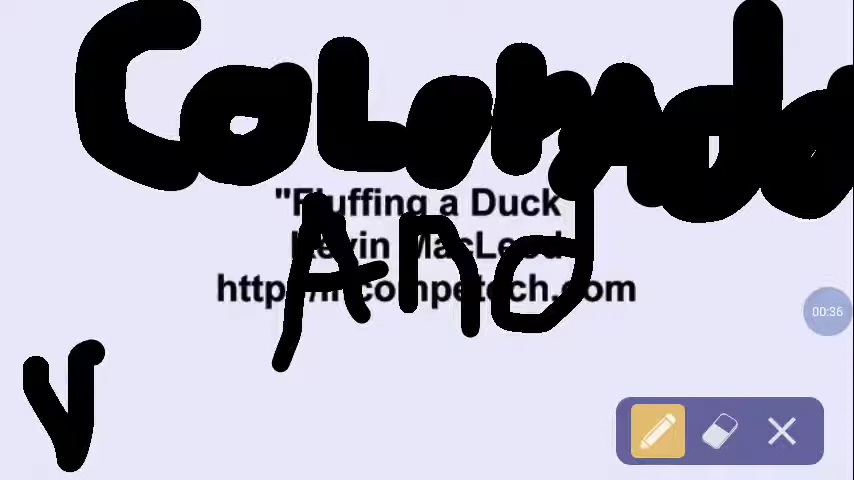 Colorado
"Fluffing a Duck"
And
Kevin MacLeod
http://incompetech.com
V
00:36